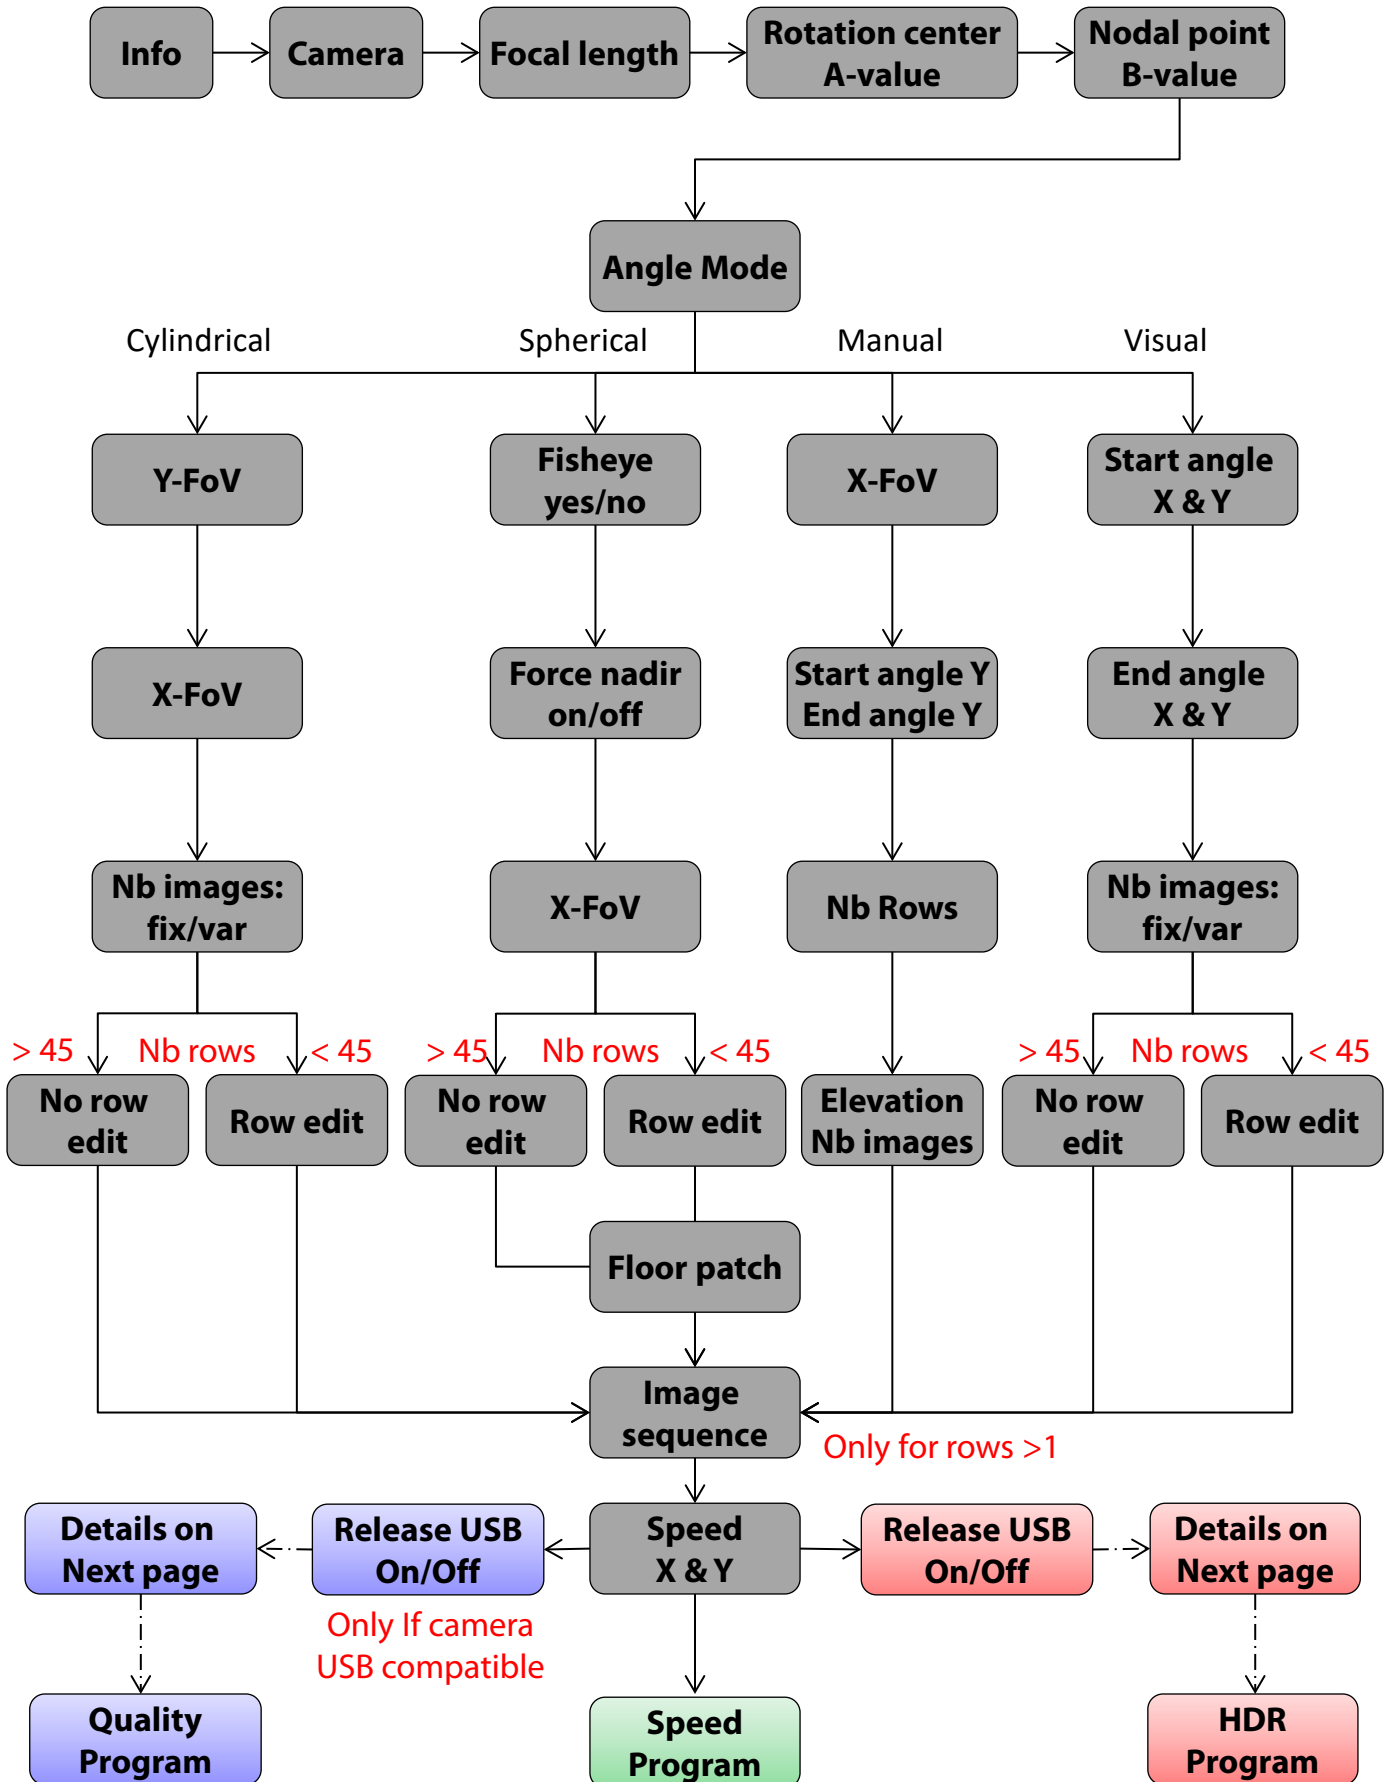 Info
Camera
Focal length
Rotation center
A-value
Nodal point
B-value
Angle Mode
Cylindrical
Spherical
Manual
Visual
Y-FoV
Fisheye
yes/no
X-FoV
Start angle
X & Y
X-FoV
Force nadir
on/off
Start angle Y
End angle Y
End angle
X & Y
Nb images:
fix/var
X-FoV
Nb Rows
Nb images:
fix/var
> 45
Nb rows
< 45
> 45
Nb rows
< 45
> 45
Nb rows
< 45
No row
edit
Row edit
No row
edit
Row edit
Elevation
Nb images
No row
edit
Row edit
Floor patch
Image
sequence
Only for rows >1
Details on
Next page
Release USB
On/Off
Speed
X & Y
Release USB
On/Off
Details on
Next page
Only If camera
USB compatible
Quality
Program
Speed
Program
HDR
Program